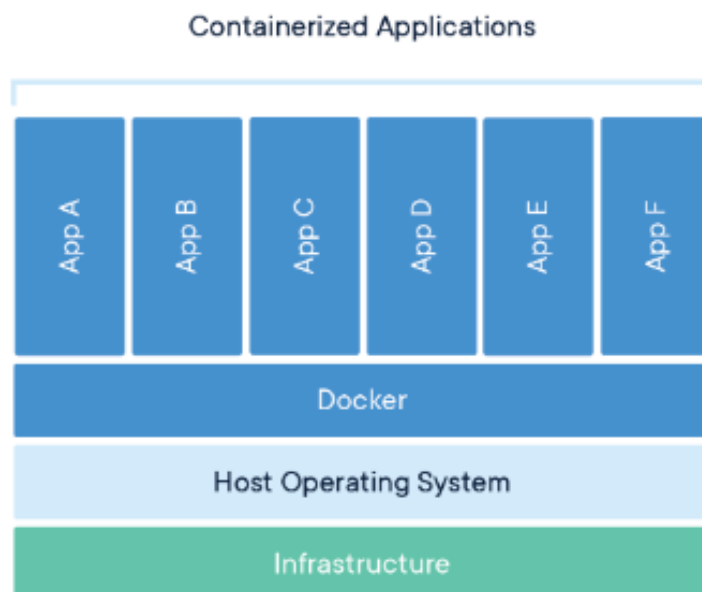 Containerized Applications
App A
App B
App C
App D
App E
App F
Docker
Host Operating System
Infrastructure